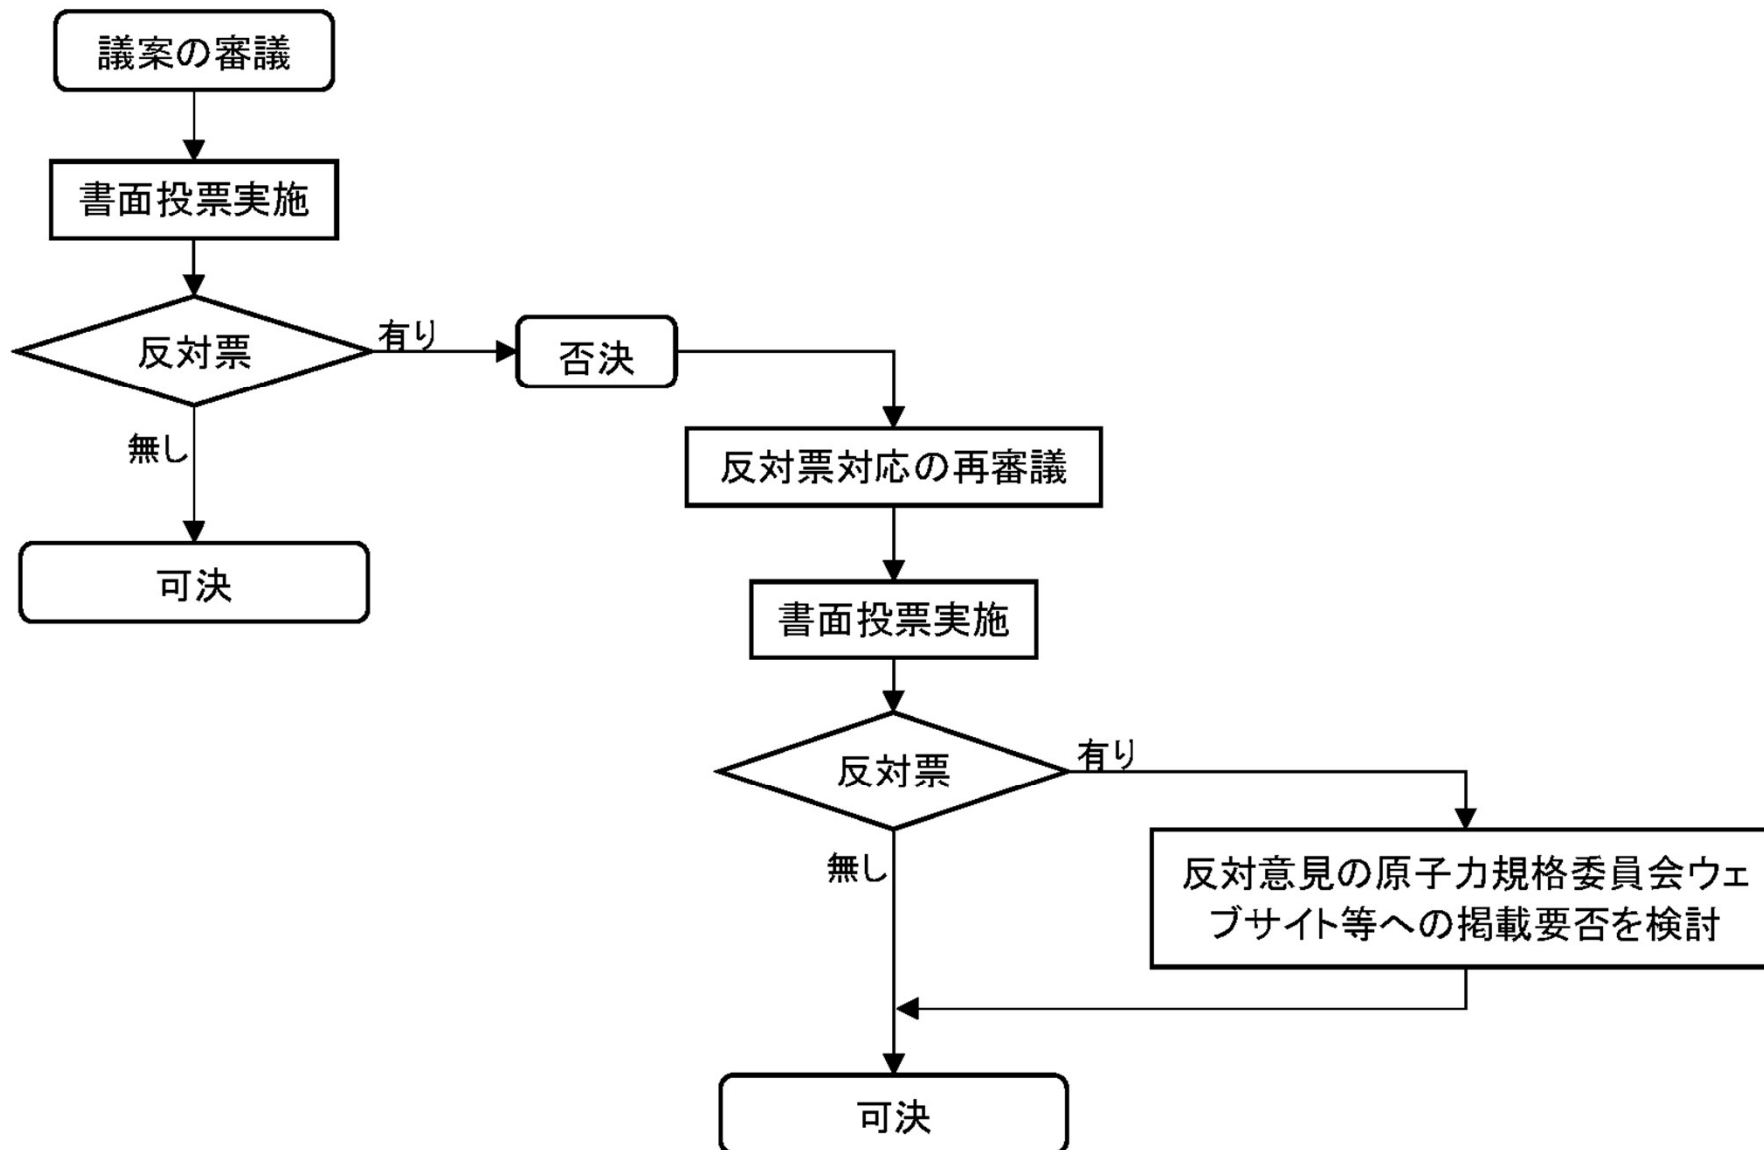 議案の審議
書面投票実施
反対票
有り
否決
無し
可決
反対票対応の再審議
書面投票実施
反対票
有り
無し
反対意見の原子力規格委員会ウェ
ブサイト等への掲載要否を検討
可決